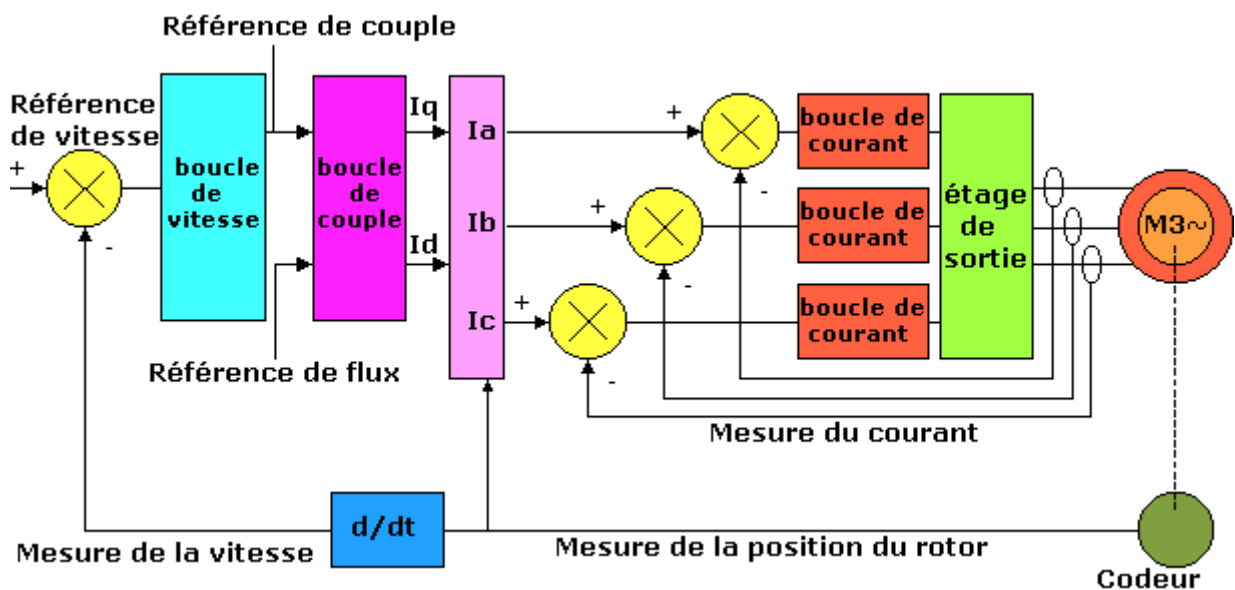 Référence de couple
Référence
de vitesse
+
-
boucle
de
vitesse
boucle
de
couple
Iq
Id
Référence de flux
Ia
Ib
Ic
+
-
+
-
+
-
boucle de
courant
boucle de
courant
boucle de
courant
étage
de
sortie
M3~
Mesure du courant
d/dt
Mesure de la vitesse
Mesure de la position du rotor
Codeur